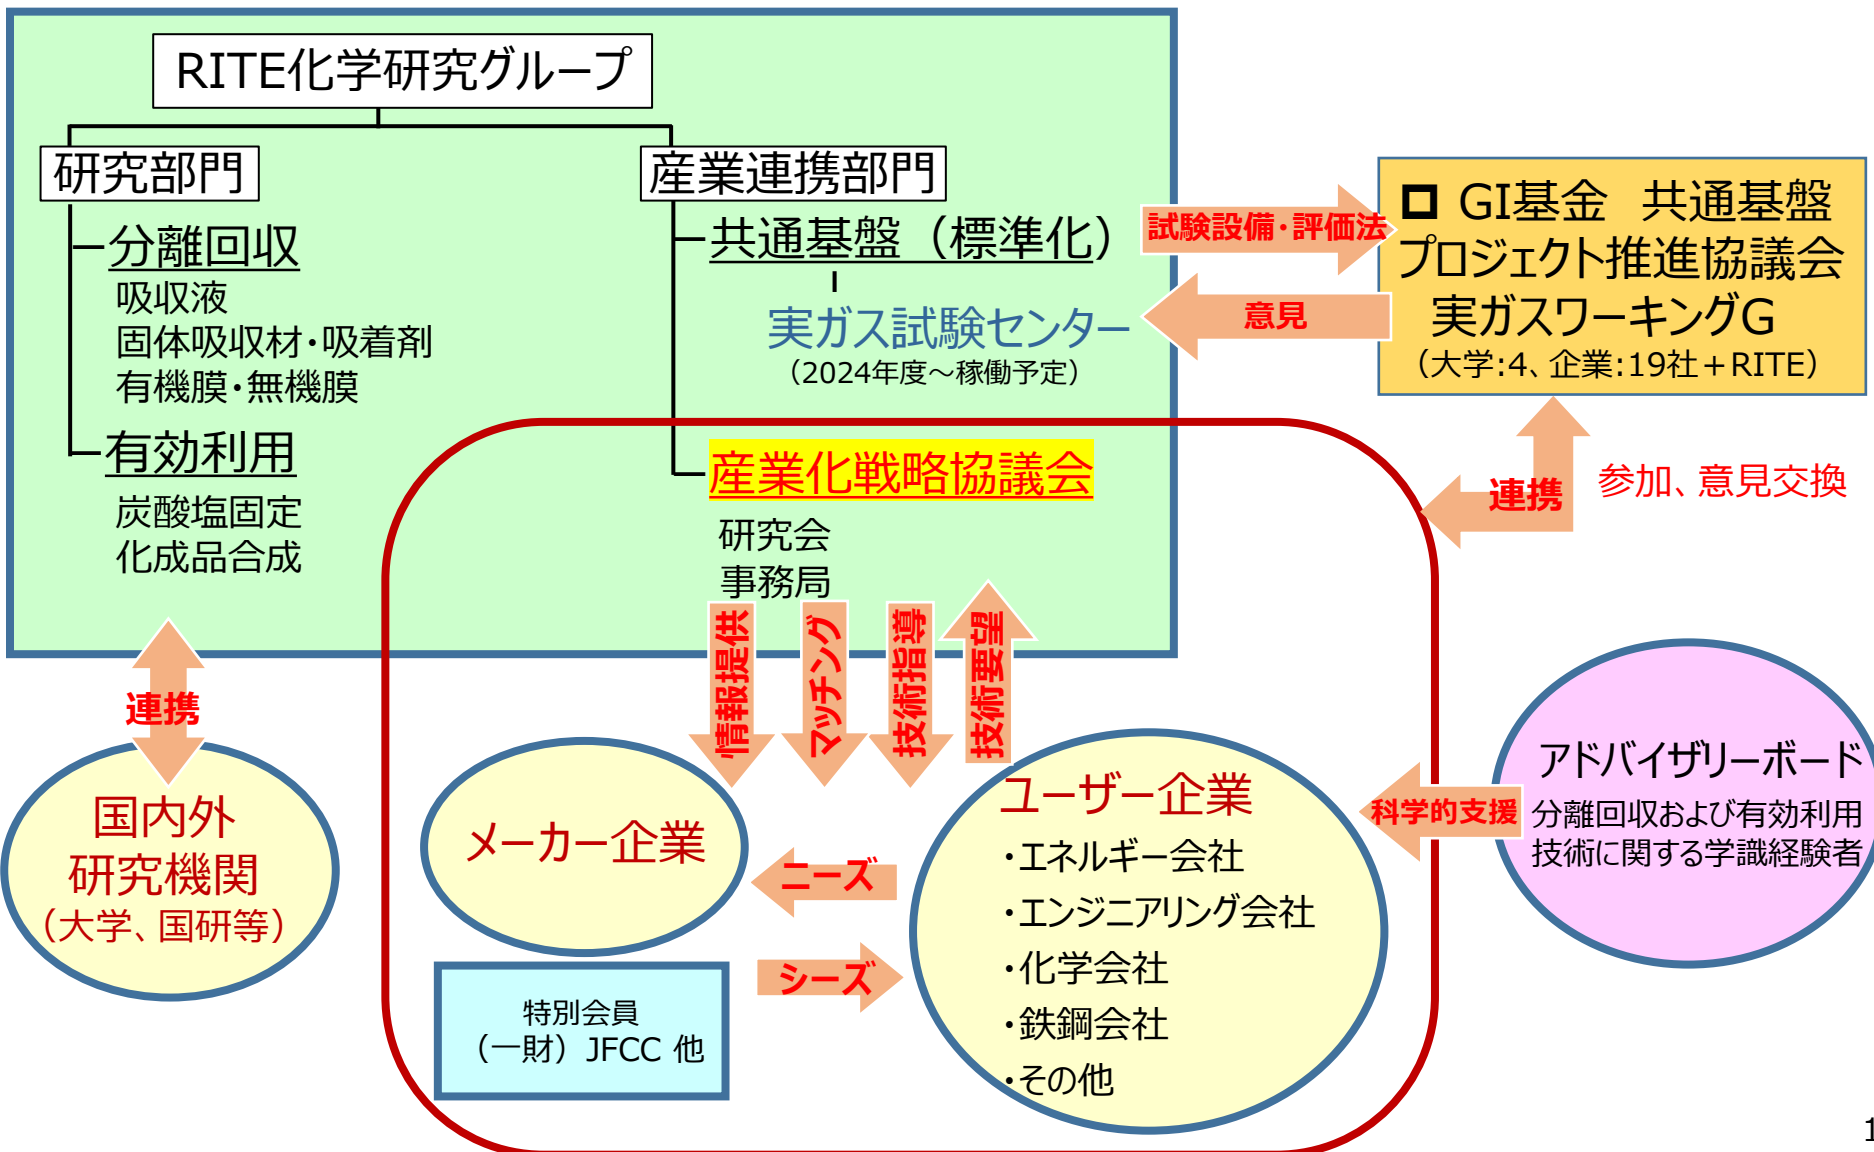 RITE化学研究グループ
研究部門
分離回収
吸収液
固体吸収材・吸着剤
有機膜・無機膜
有効利用
炭酸塩固定
化成品合成
産業連携部門
共通基盤（標準化）
実ガス試験センター
（2024年度～稼働予定）
産業化戦略協議会
研究会
事務局
試験設備・評価法
意見
GI基金　共通基盤
プロジェクト推進協議会
実ガスワーキングG
（大学:4、企業:19社＋RITE）
連携
参加、意見交換
情報提供
マッチング
技術指導
技術要望
連携
国内外
研究機関
（大学、国研等）
メーカー企業
ニーズ
シーズ
特別会員
（一財）JFCC 他
ユーザー企業
・エネルギー会社
・エンジニアリング会社
・化学会社
・鉄鋼会社
・その他
科学的支援
アドバイザリーボード
分離回収および有効利用
技術に関する学識経験者
1